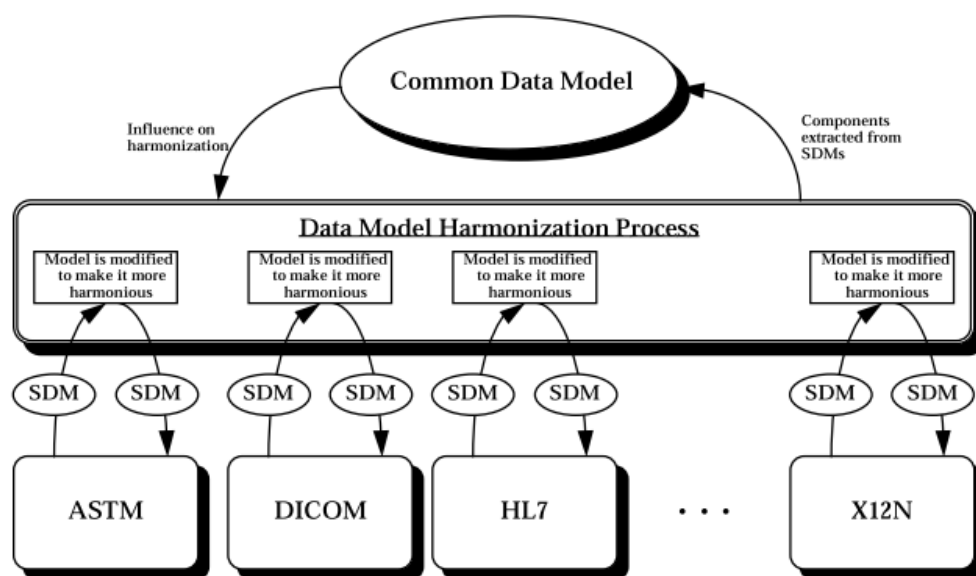 Common Data Model
Influence on
harmonization
Components
extracted from
SDMs
Data Model Harmonization Process
Model is modified
to make it more
harmonious
Model is modified
to make it more
harmonious
Model is modified
to make it more
harmonious
Model is modified
to make it more
harmonious
SDM
SDM
SDM
SDM
SDM
SDM
SDM
SDM
ASTM
DICOM
HL7
. . .
X12N